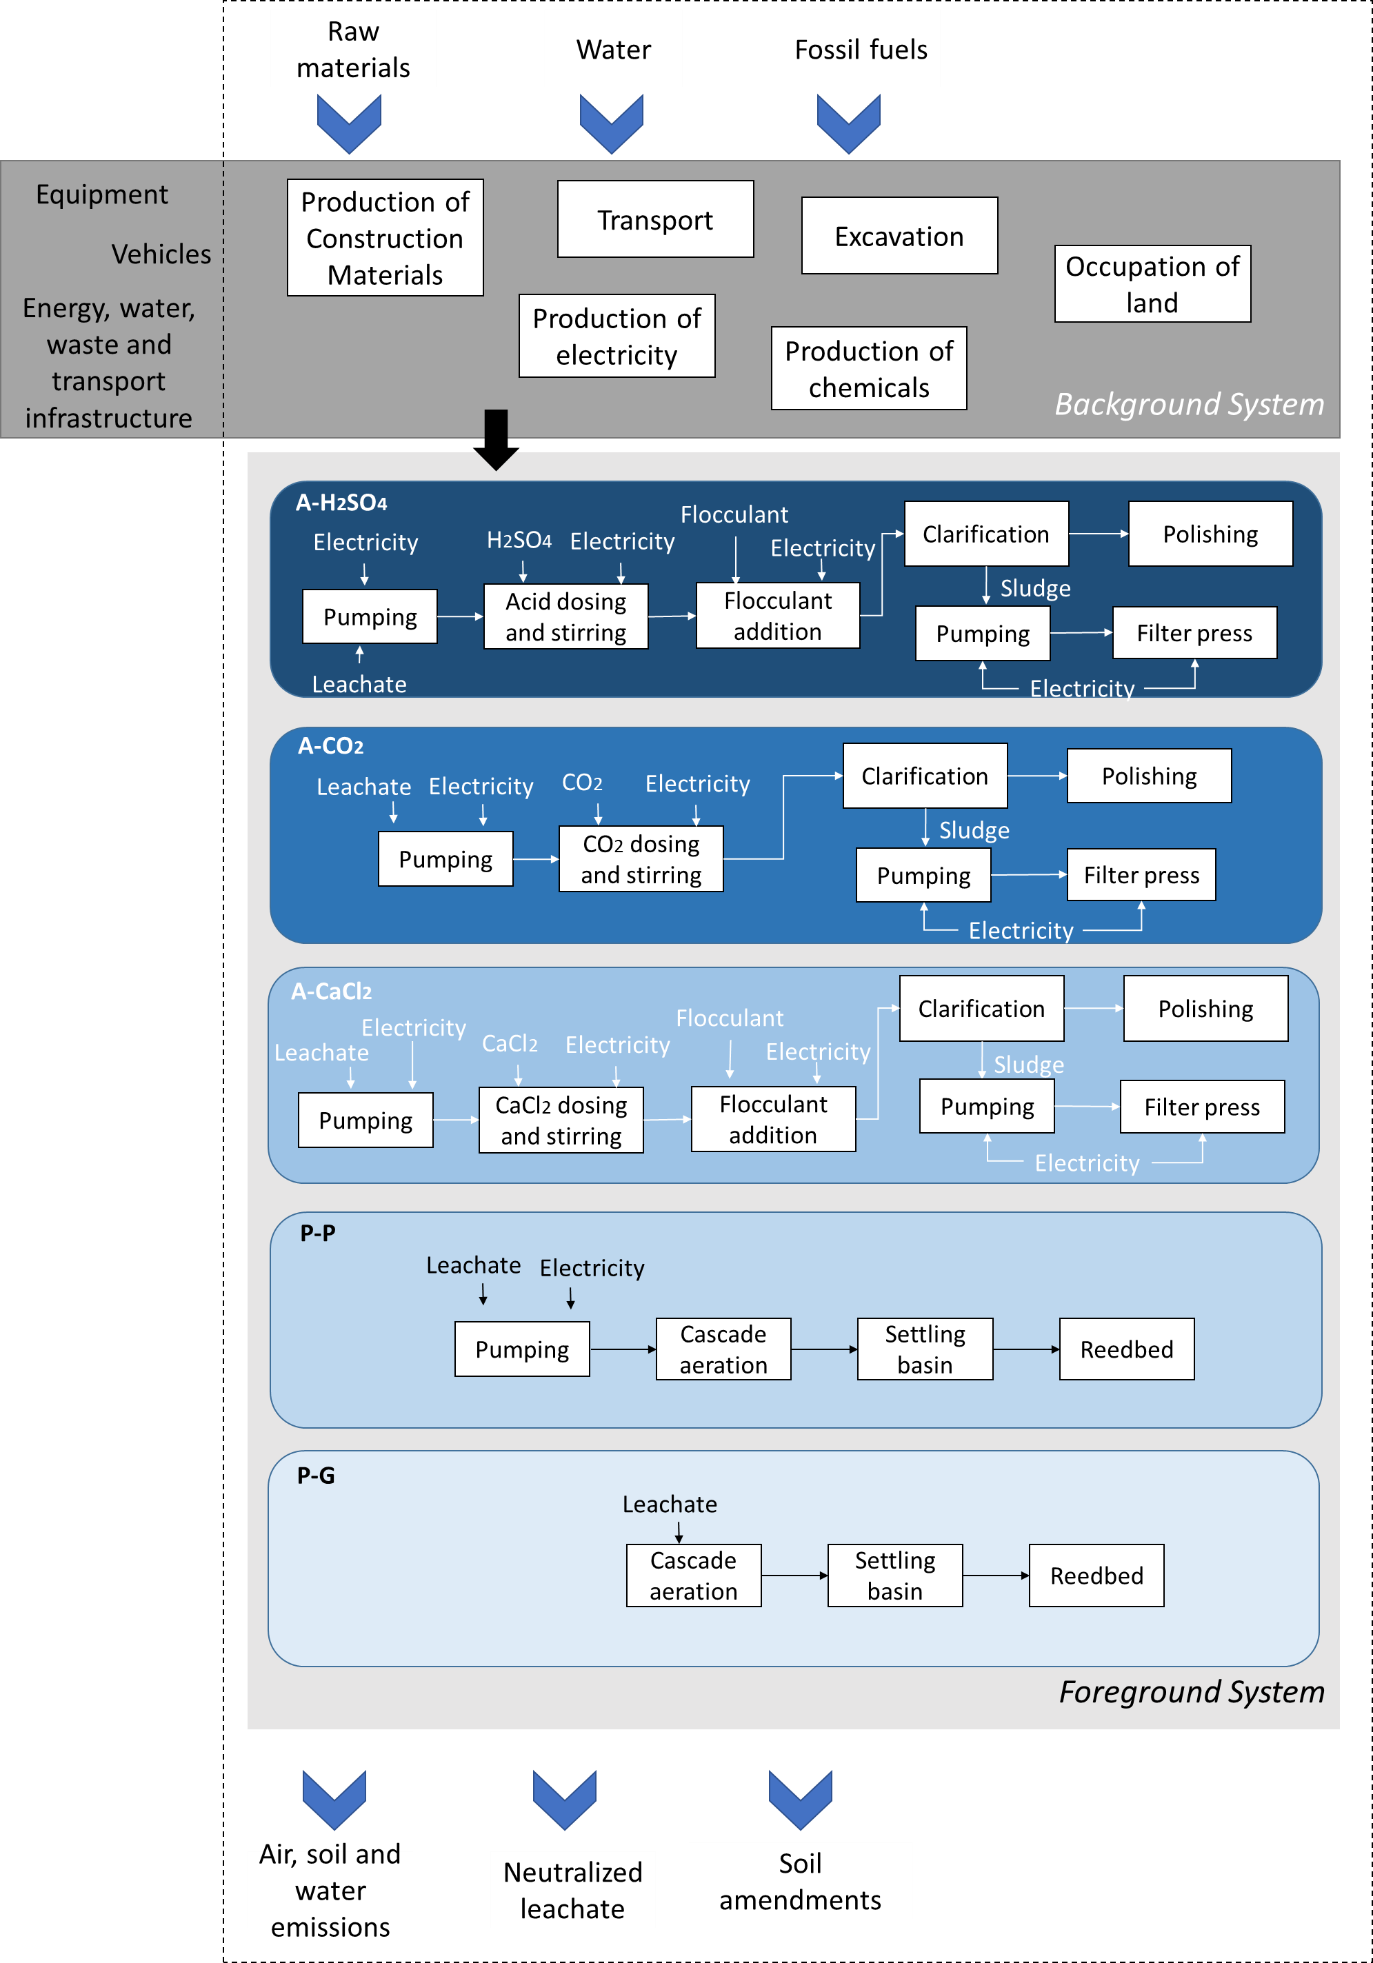 Raw
materials
Water
Fossil fuels
Equipment
Vehicles
Energy, water,
waste and
transport
infrastructure
Production of
Construction
Materials
Transport
Excavation
Occupation of
land
Production of
electricity
Production of
chemicals
Background System
A-H2SO4
Electricity
H2SO4
Electricity
Flocculant
Electricity
Clarification
Polishing
Sludge
Pumping
Acid dosing
and stirring
Flocculant
addition
Pumping
Filter press
Leachate
Electricity
A-CO2
Leachate
Electricity
CO2
Electricity
Clarification
Polishing
Sludge
Pumping
CO2 dosing
and stirring
Pumping
Filter press
Electricity
A-CaCl2
Leachate
Electricity
CaCl2
Electricity
Flocculant
Electricity
Clarification
Polishing
Sludge
Pumping
CaCl2 dosing
and stirring
Flocculant
addition
Pumping
Filter press
Electricity
P-P
Leachate
Electricity
Pumping
Cascade
aeration
Settling
basin
Reedbed
P-G
Leachate
Cascade
aeration
Settling
basin
Reedbed
Foreground System
Air, soil and
water
emissions
Neutralized
leachate
Soil
amendments